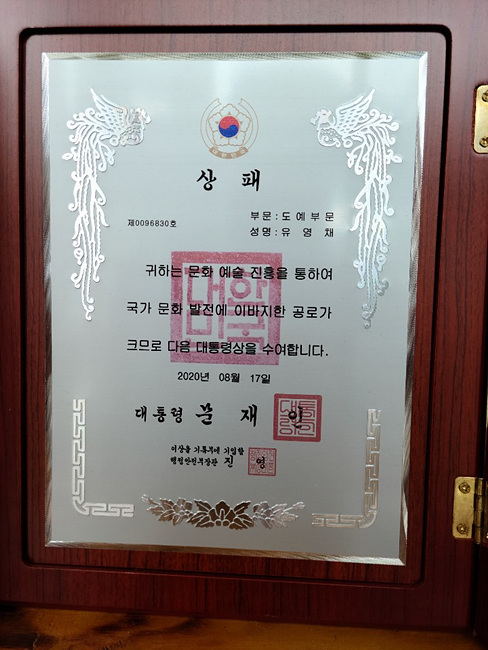 상 패
제0096830호
부문 : 도 예 부 문
성명 : 유 영 채
귀하는 문화 예술 진흥을 통하여
국가 문화 발전에 이바지한 공로가
크므로 다음 대통령상을 수여합니다.
2020년 08월 17일
대통령 문 재 인
이상을 기록부에 기입함
행정안전부장관 진 영
대한
민국